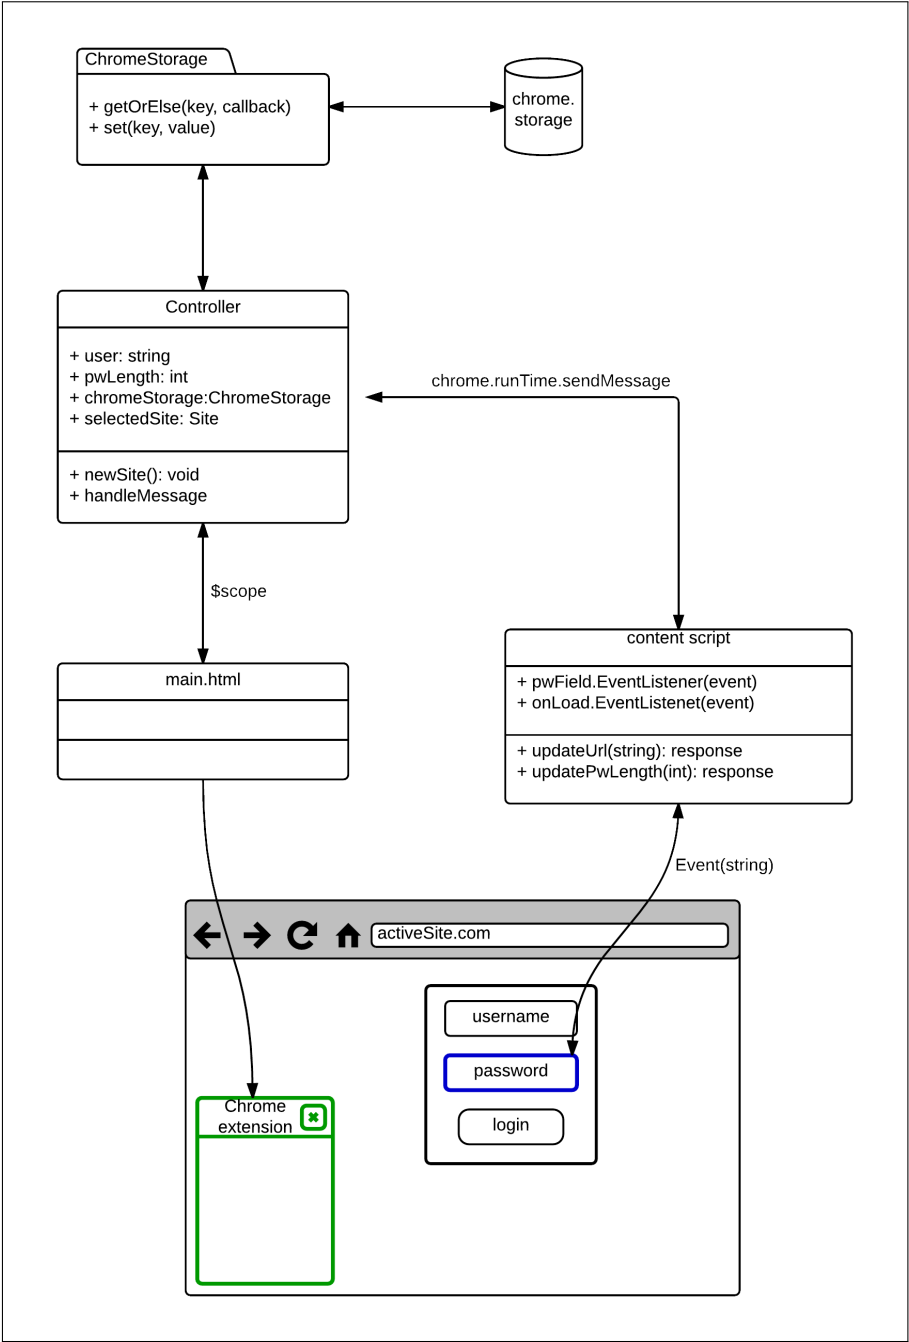 ChromeStorage
+ getOrElse(key, callback)
+ set(key, value)
chrome.
storage
Controller
+ user: string
+ pwLength: int
+ chromeStorage:ChromeStorage
+ selectedSite: Site
+ newSite(): void
+ handleMessage
chrome.runTime.sendMessage
$scope
main.html
content script
+ pwField.EventListener(event)
+ onLoad.EventListenet(event)
+ updateUrl(string): response
+ updatePwLength(int): response
Event(string)
activeSite.com
username
password
login
Chrome
extension